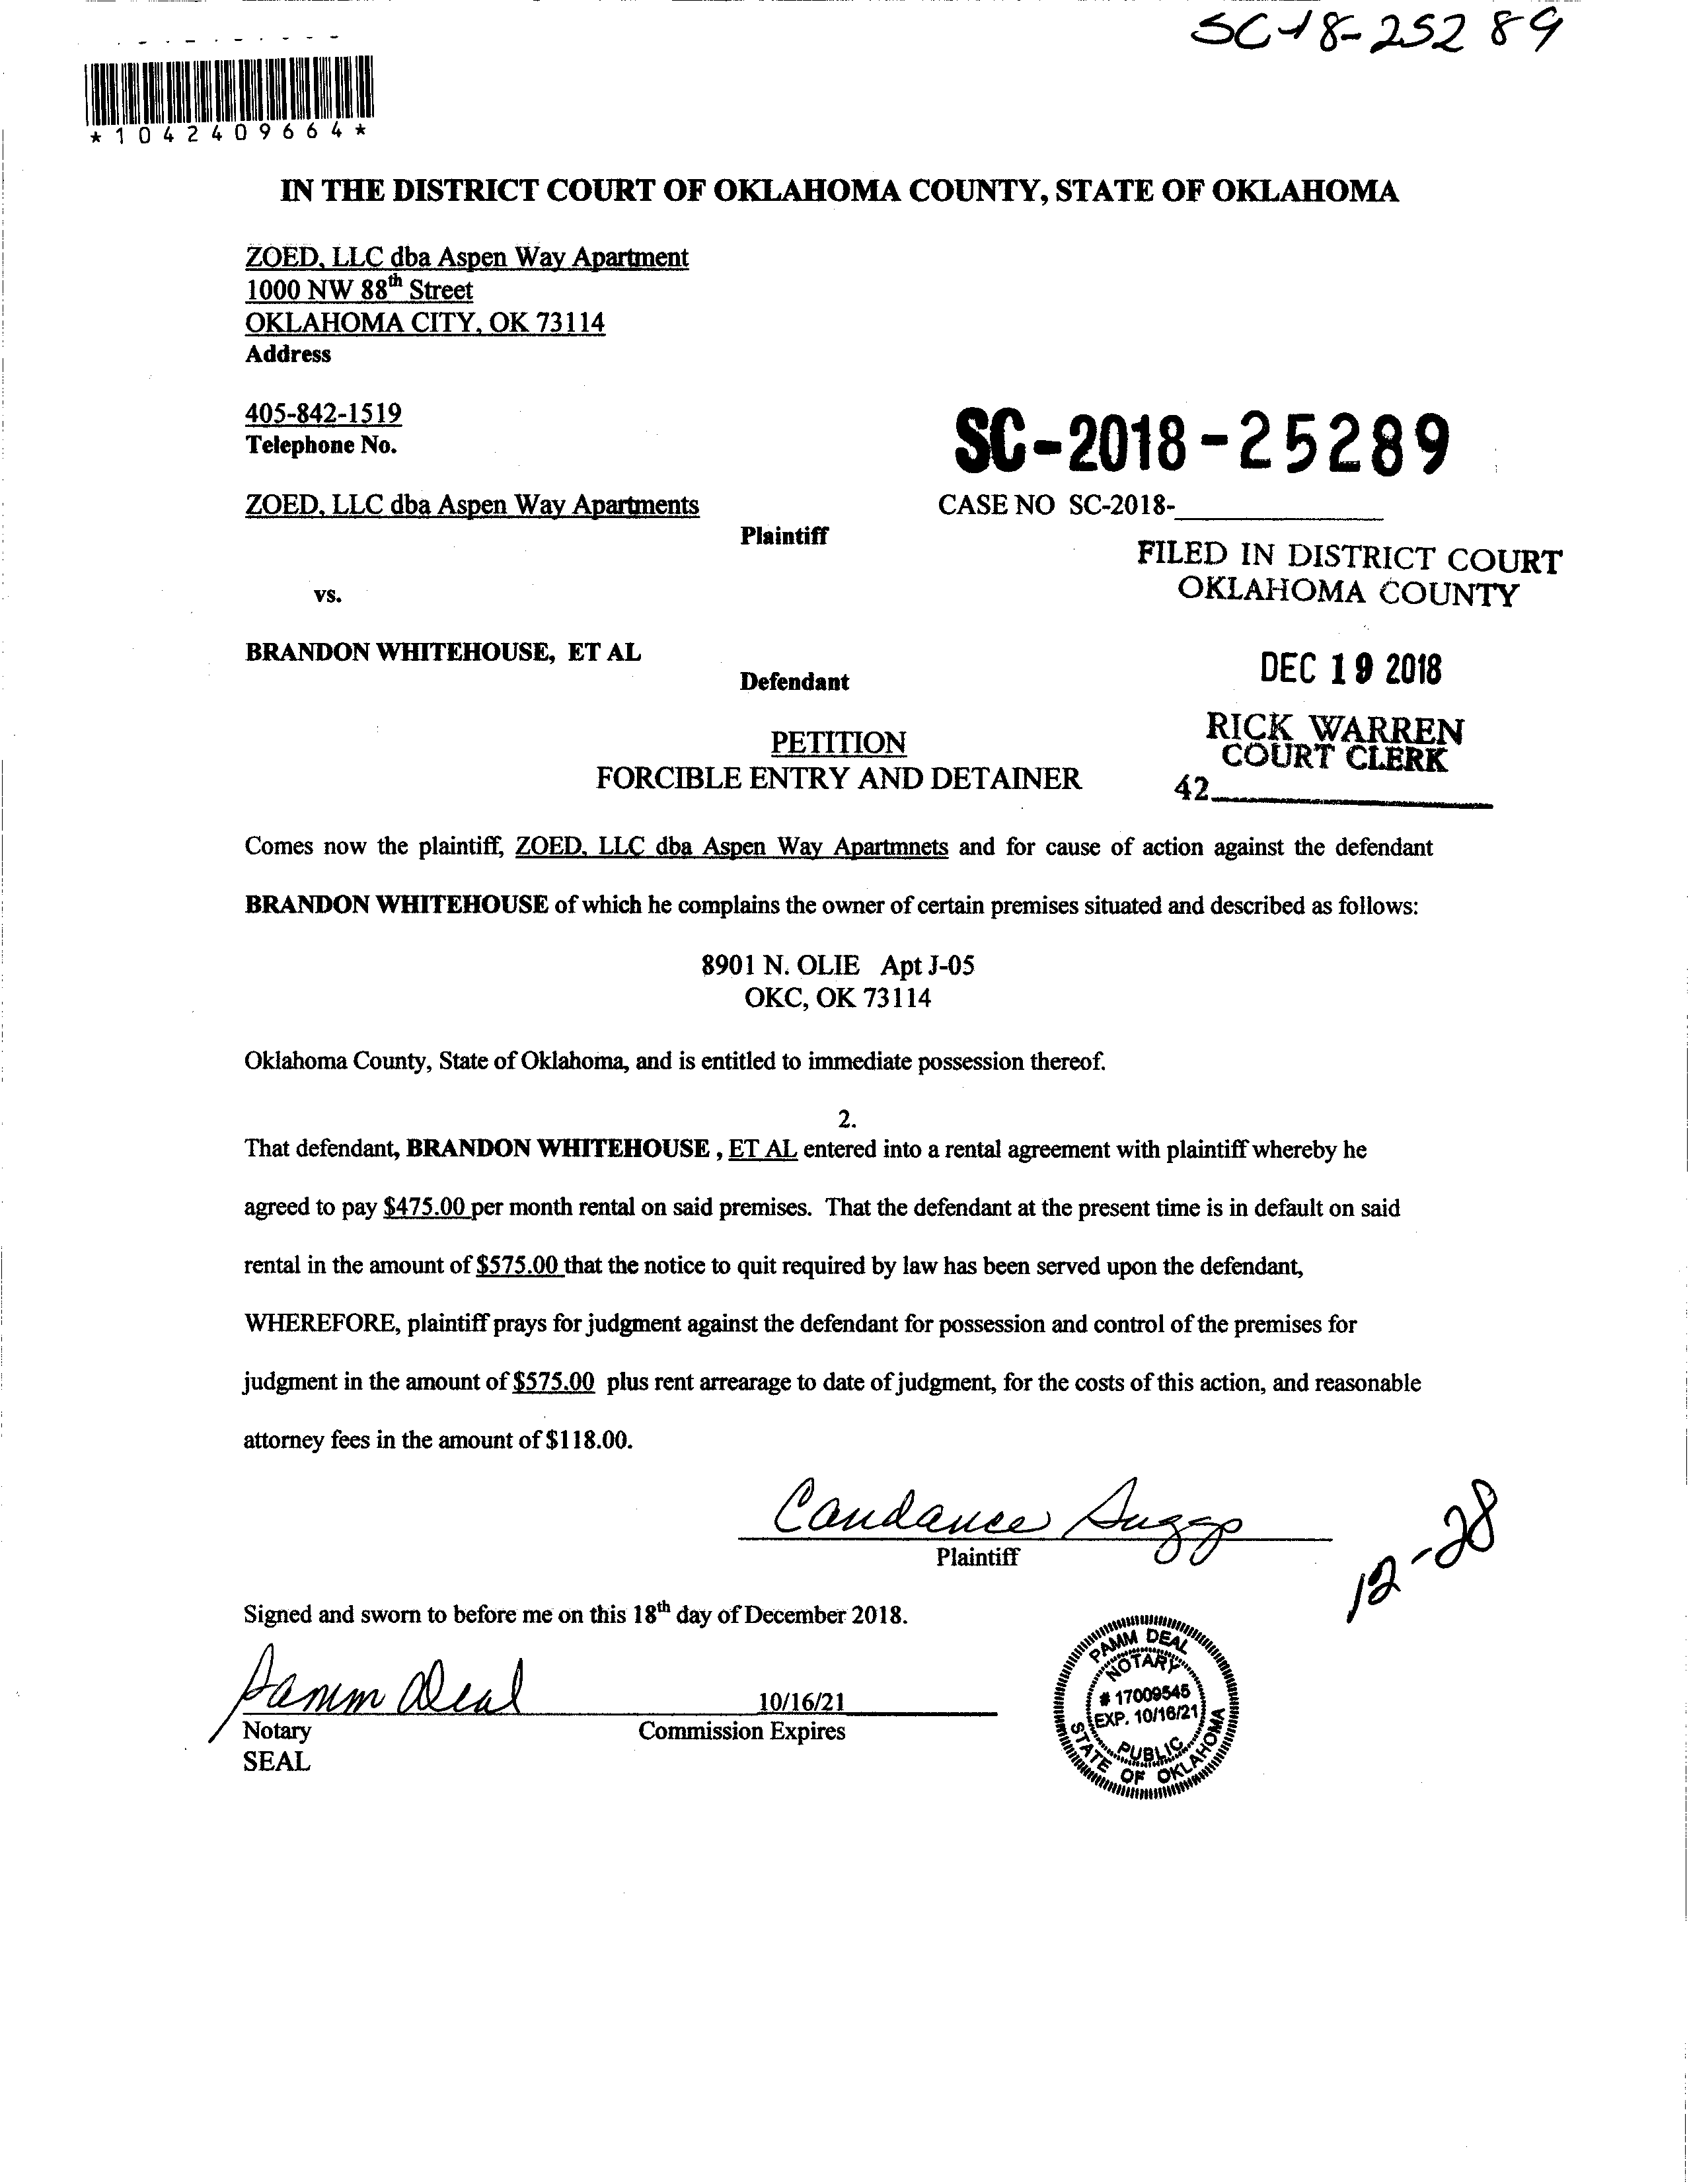 SC-18-25289
*1042409664*
IN THE DISTRICT COURT OF OKLAHOMA COUNTY, STATE OF OKLAHOMA
ZOED, LLC dba Aspen Way Apartment
1000 NW 88th Street
OKLAHOMA CITY, OK 73114
Address
405-842-1519
Telephone No.
SC-2018-25289
ZOED, LLC dba Aspen Way Apartments
CASE NO SC-2018-
Plaintiff
FILED IN DISTRICT COURT
OKLAHOMA COUNTY
vs.
BRANDON WHITEHOUSE, ET AL
Defendant
DEC 19 2018
RICK WARREN
COURT CLERK
42
PETITION
FORCIBLE ENTRY AND DETAINER
Comes now the plaintiff, ZOED, LLC dba Aspen Way Apartmnets and for cause of action against the defendant
BRANDON WHITEHOUSE of which he complains the owner of certain premises situated and described as follows:
8901 N. OLIE Apt J-05
OKC, OK 73114
Oklahoma County, State of Oklahoma, and is entitled to immediate possession thereof.
2.
That defendant, BRANDON WHITEHOUSE , ET AL entered into a rental agreement with plaintiff whereby he
agreed to pay $475.00 per month rental on said premises. That the defendant at the present time is in default on said
rental in the amount of $575.00 that the notice to quit required by law has been served upon the defendant,
WHEREFORE, plaintiff prays for judgment against the defendant for possession and control of the premises for
judgment in the amount of $575.00 plus rent arrearage to date of judgment, for the costs of this action, and reasonable
attorney fees in the amount of $118.00.
Candance Suggs
Plaintiff
12-28
Signed and sworn to before me on this 18th day of December 2018.
Pamm Deal
10/16/21
Notary
Commission Expires
SEAL
PAMM DEAL
NOTARY
# 17009545
EXP. 10/16/21
PUBLIC
STATE OF OKLAHOMA